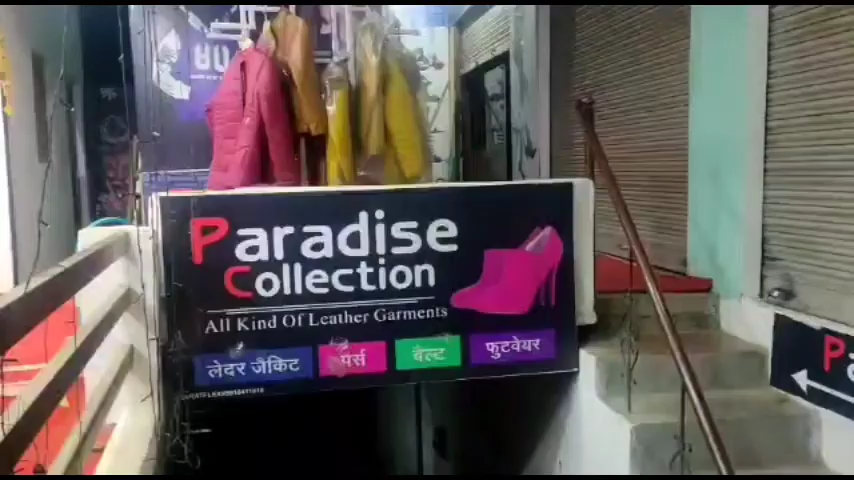 Paradise
Collection
All Kind Of Leather Garments
लेदर जैकिट पर्स बैल्ट फुटवेयर
P